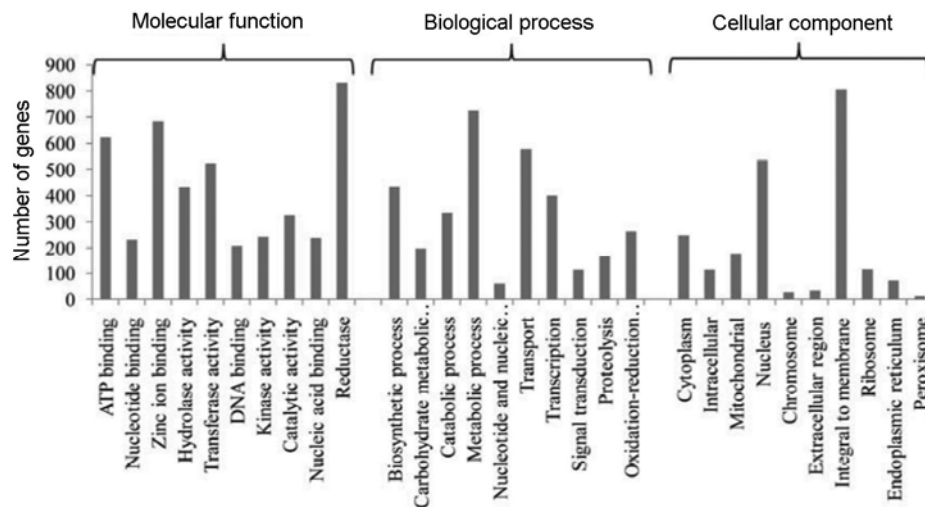 Molecular function
Biological process
Cellular component
Number of genes
900
800
700
600
500
400
300
200
100
0
ATP binding
Nucleotide binding
Zinc ion binding
Hydrolase activity
Transferase activity
DNA binding
Kinase activity
Catalytic activity
Nucleic acid binding
Reductase
Biosynthetic process
Carbohydrate metabolic..
Catabolic process
Metabolic process
Nucleotide and nucleic..
Transport
Transcription
Signal transduction
Proteolysis
Oxidation-reduction..
Cytoplasm
Intracellular
Mitochondrial
Nucleus
Chromosome
Extracellular region
Integral to membrane
Ribosome
Endoplasmic reticulum
Peroxisome